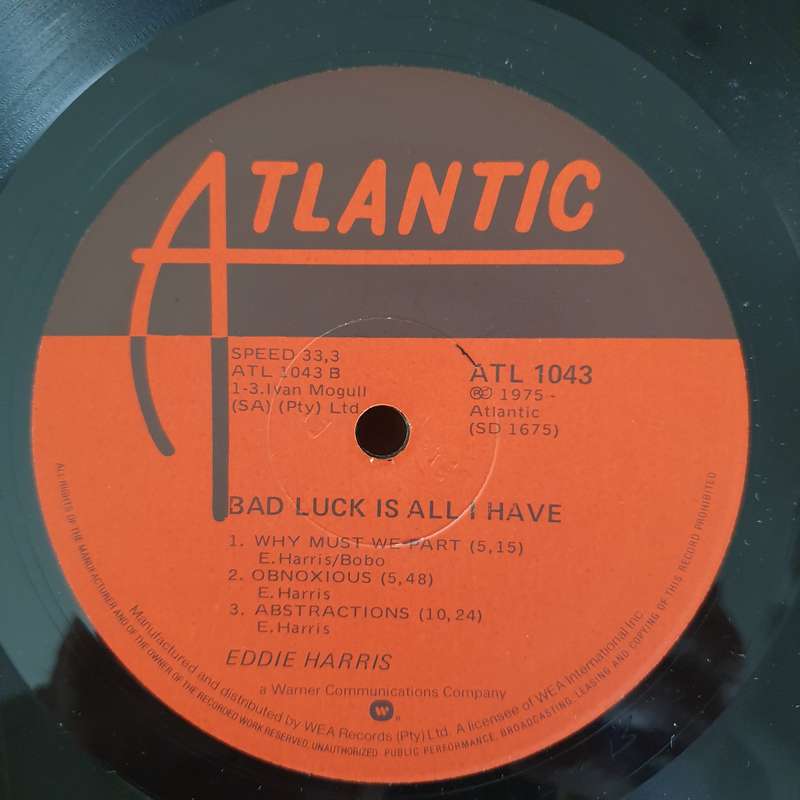 ATLANTIC
SPEED 33,3
ATL 1043 B
1-3.Ivan Mogull
(SA) (Pty) Ltd
ATL 1043
℗© 1975 -
Atlantic
(SD 1675)
BAD LUCK IS ALL I HAVE
1. WHY MUST WE PART (5,15)
E.Harris/Bobo
2. OBNOXIOUS (5,48)
E.Harris
3. ABSTRACTIONS (10,24)
E.Harris
EDDIE HARRIS
a Warner Communications Company
Manufactured and distributed by WEA Records (Pty) Ltd. A licensee of WEA International Inc
ALL RIGHTS OF THE MANUFACTURER AND OF THE OWNER OF THE RECORDED WORK RESERVED. UNAUTHORIZED PUBLIC PERFORMANCE, BROADCASTING, LEASING AND COPYING OF THIS RECORD PROHIBITED